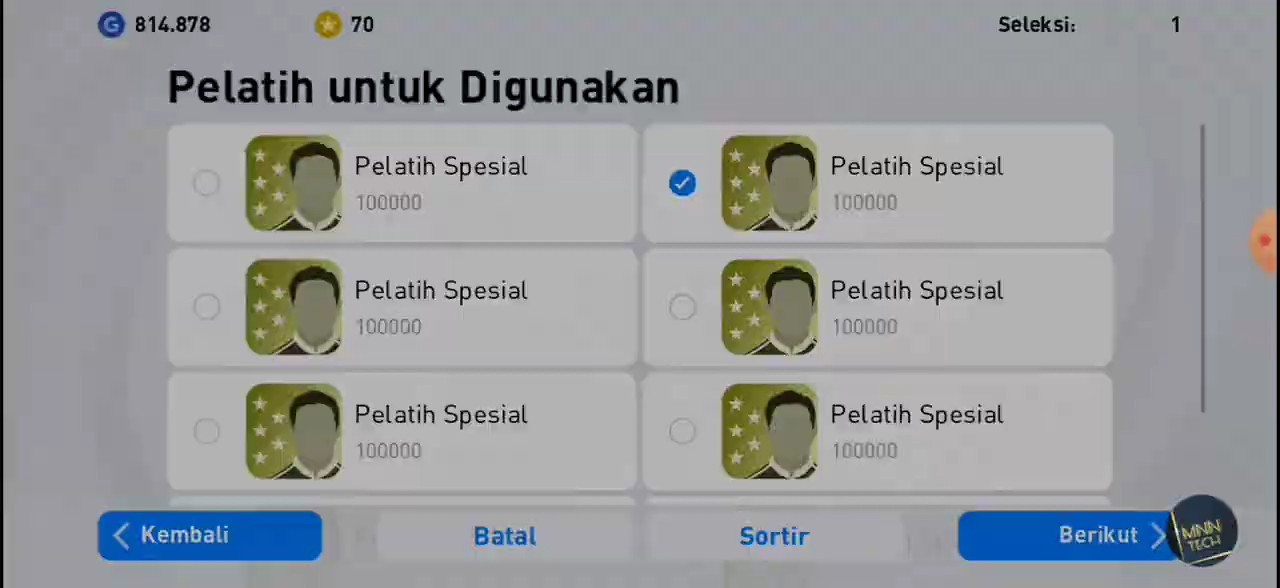 814.878
70
Seleksi:
1
Pelatih untuk Digunakan
Pelatih Spesial
100000
Pelatih Spesial
100000
Pelatih Spesial
100000
Pelatih Spesial
100000
Pelatih Spesial
100000
Pelatih Spesial
100000
Kembali
Batal
Sortir
Berikut
MNN
TECH